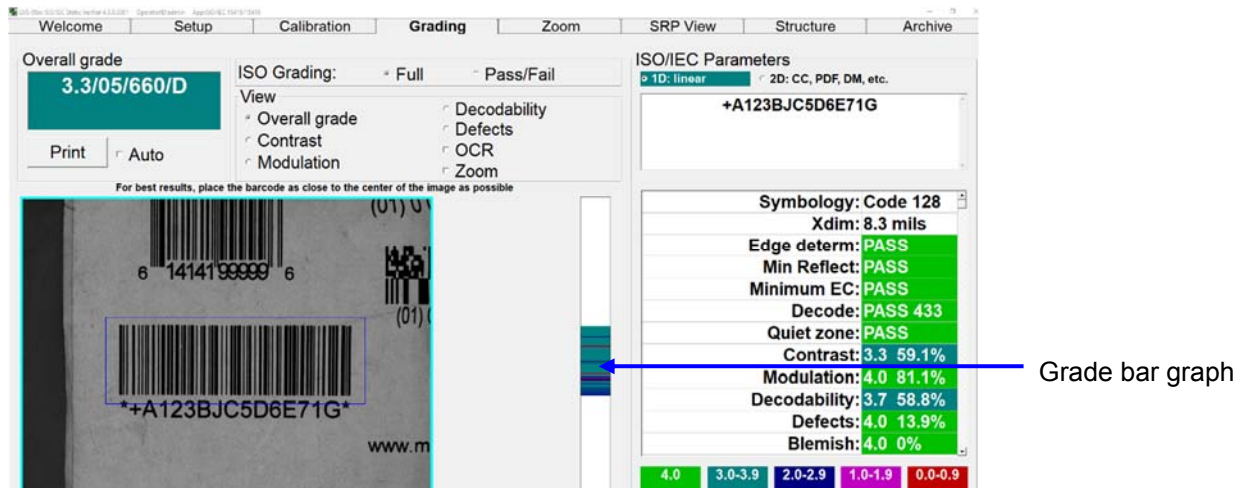 Welcome Setup Calibration Grading Zoom SRP View Structure Archive
Overall grade
3.3/05/660/D
Print
Auto
ISO Grading: Full Pass/Fail
View
Overall grade
Contrast
Modulation
Decodability
Defects
OCR
Zoom
For best results, place the barcode as close to the center of the image as possible
6 14141 99999 6
(01)
(01)
*+A123BJC5D6E71G*
www.m
ISO/IEC Parameters
1D: linear 2D: CC, PDF, DM, etc.
+A123BJC5D6E71G
Symbology: Code 128
Xdim: 8.3 mils
Edge determ: PASS
Min Reflect: PASS
Minimum EC: PASS
Decode: PASS 433
Quiet zone: PASS
Contrast: 3.3 59.1%
Modulation: 4.0 81.1%
Decodability: 3.7 58.8%
Defects: 4.0 13.9%
Blemish: 4.0 0%
4.0 3.0-3.9 2.0-2.9 1.0-1.9 0.0-0.9
Grade bar graph